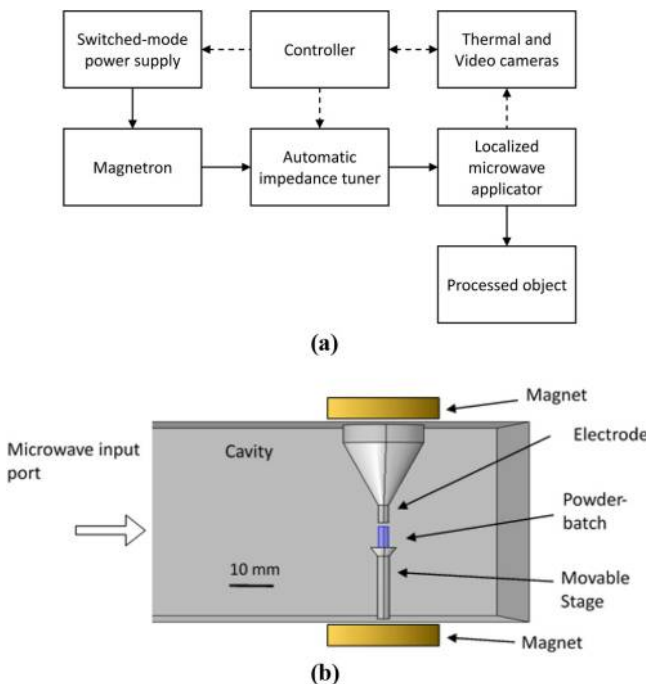 Switched-mode
power supply
Controller
Thermal and
Video cameras
Magnetron
Automatic
impedance tuner
Localized
microwave
applicator
Processed object
(a)
Magnet
Microwave input
port
Cavity
Electrode
Powder-
batch
10 mm
Movable
Stage
Magnet
(b)